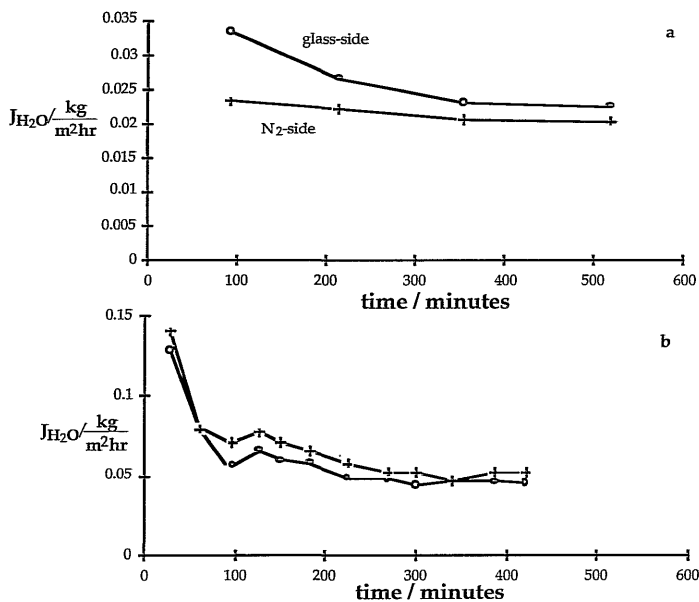 0.035
a
glass-side
0.03
0.025
J_H2O/ kg
m²hr
0.02
N2-side
0.015
0.01
0.005
0
0 100 200 300 400 500 600
time / minutes
0.15
b
0.1
J_H2O/ kg
m²hr
0.05
0
0 100 200 300 400 500 600
time / minutes